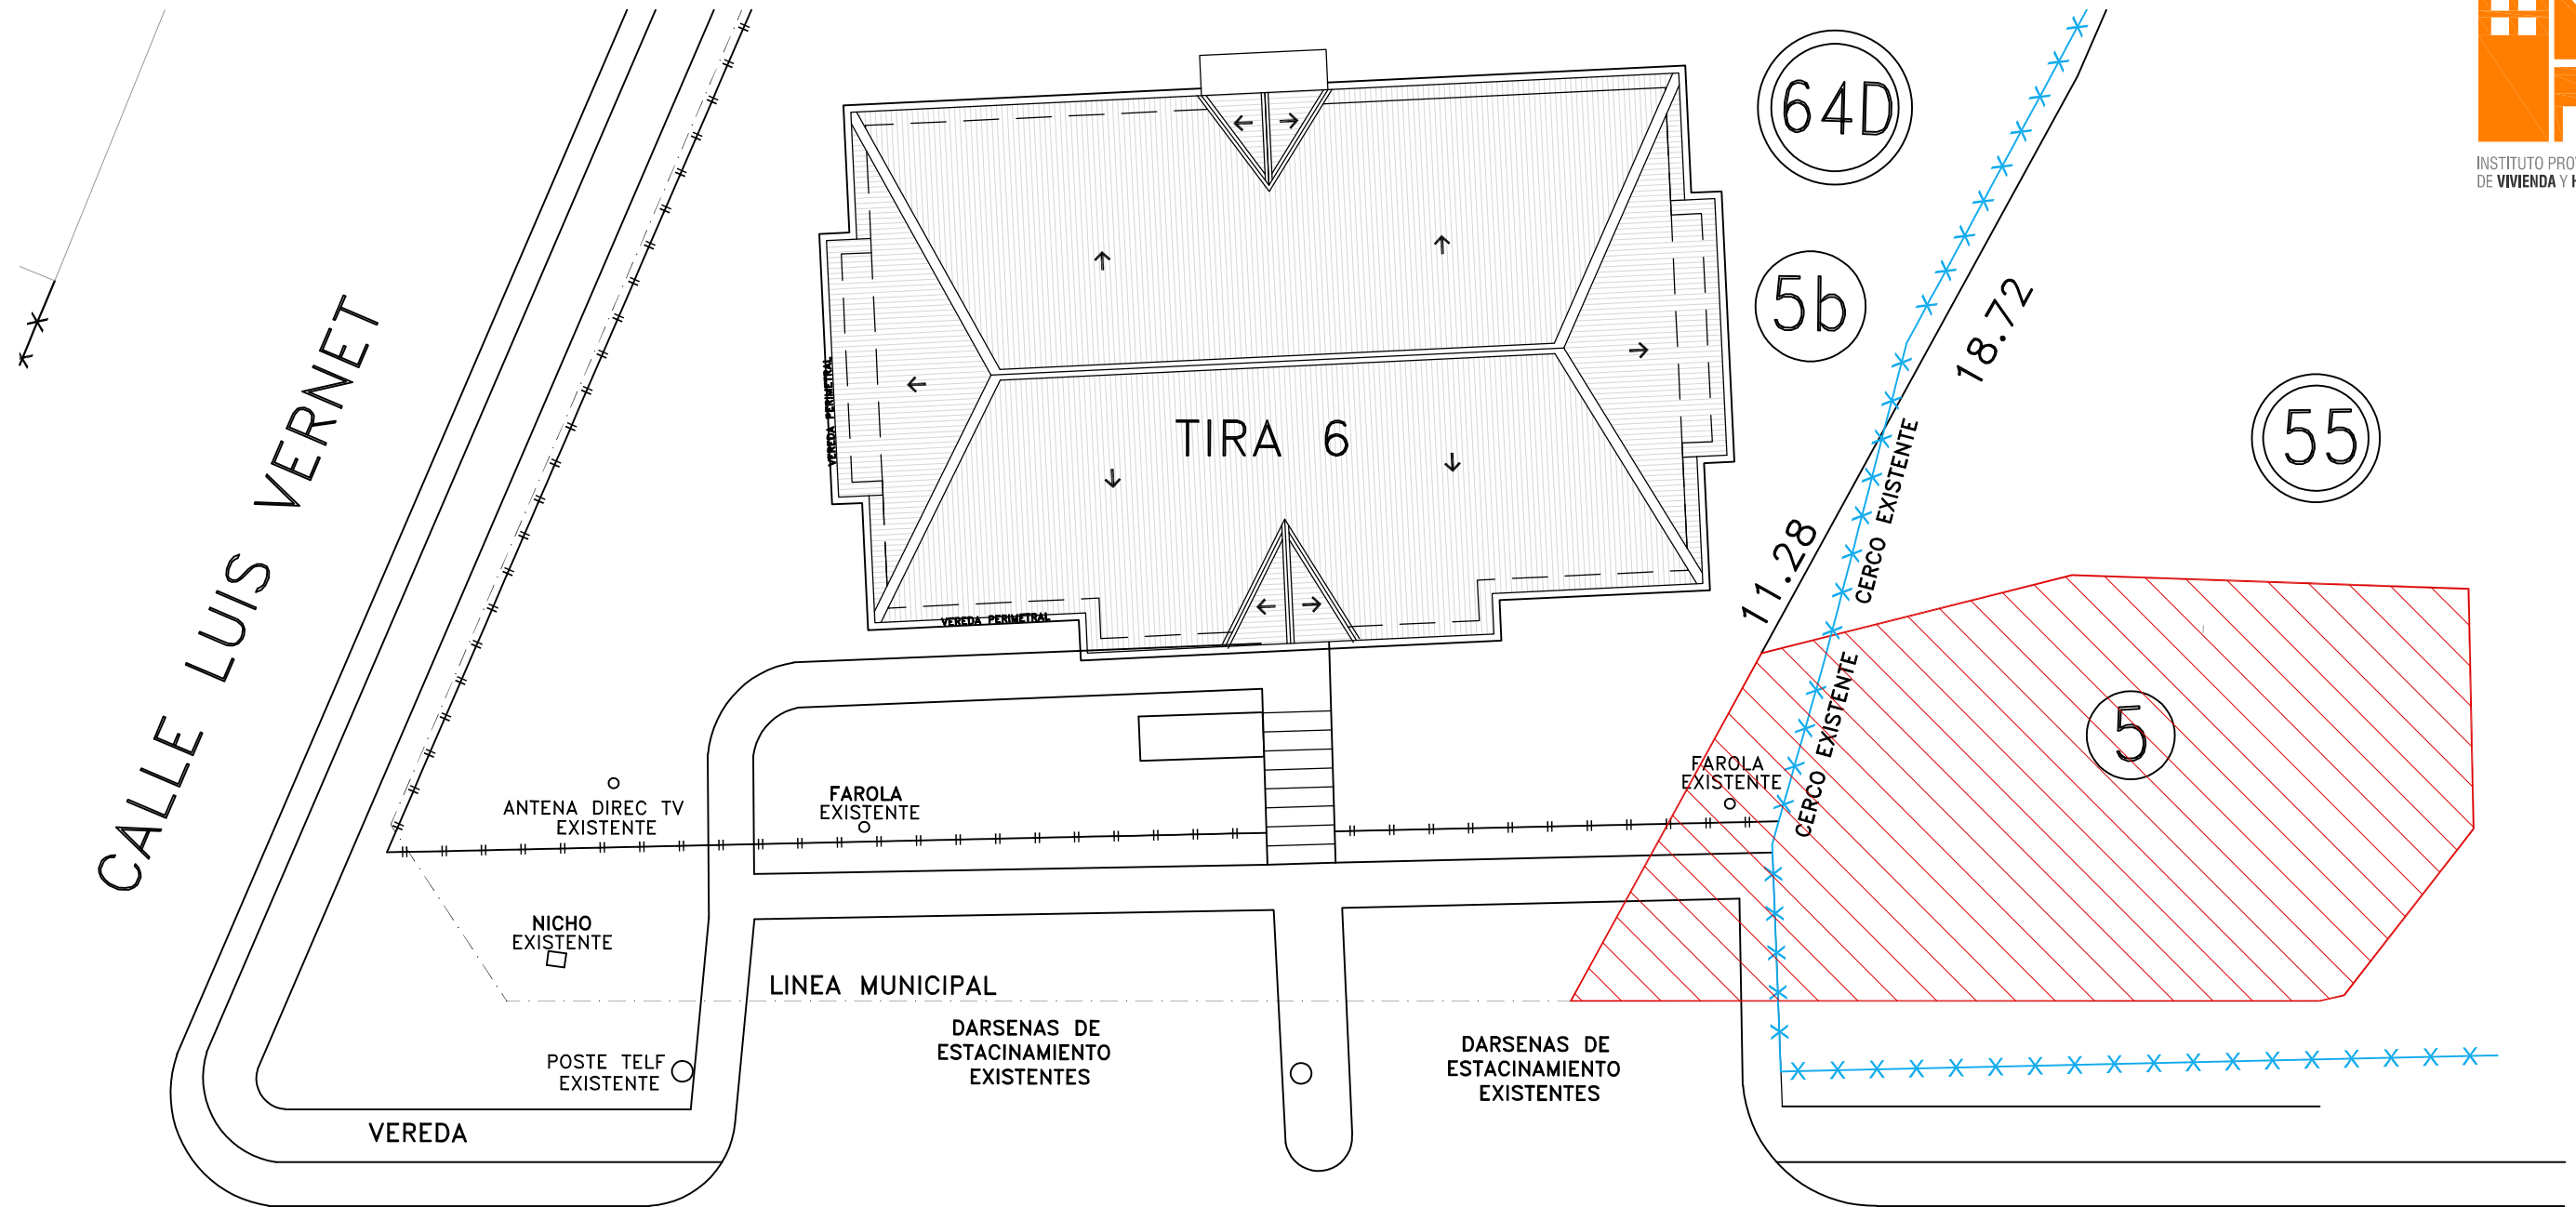 64D
INSTITUTO
DE VIVIENDA Y
5b
CALLE LUIS VERNET
18.72
VEREDA PERIMETRAL
TIRA 6
55
CERCO EXISTENTE
11.28
VEREDA PERIMETRAL
CERCO EXISTENTE
5
FAROLA
EXISTENTE
ANTENA DIREC TV
EXISTENTE
FAROLA
EXISTENTE
NICHO
EXISTENTE
LINEA MUNICIPAL
DARSENAS DE
ESTACINAMIENTO
EXISTENTES
DARSENAS DE
ESTACINAMIENTO
EXISTENTES
POSTE TELF
EXISTENTE
VEREDA